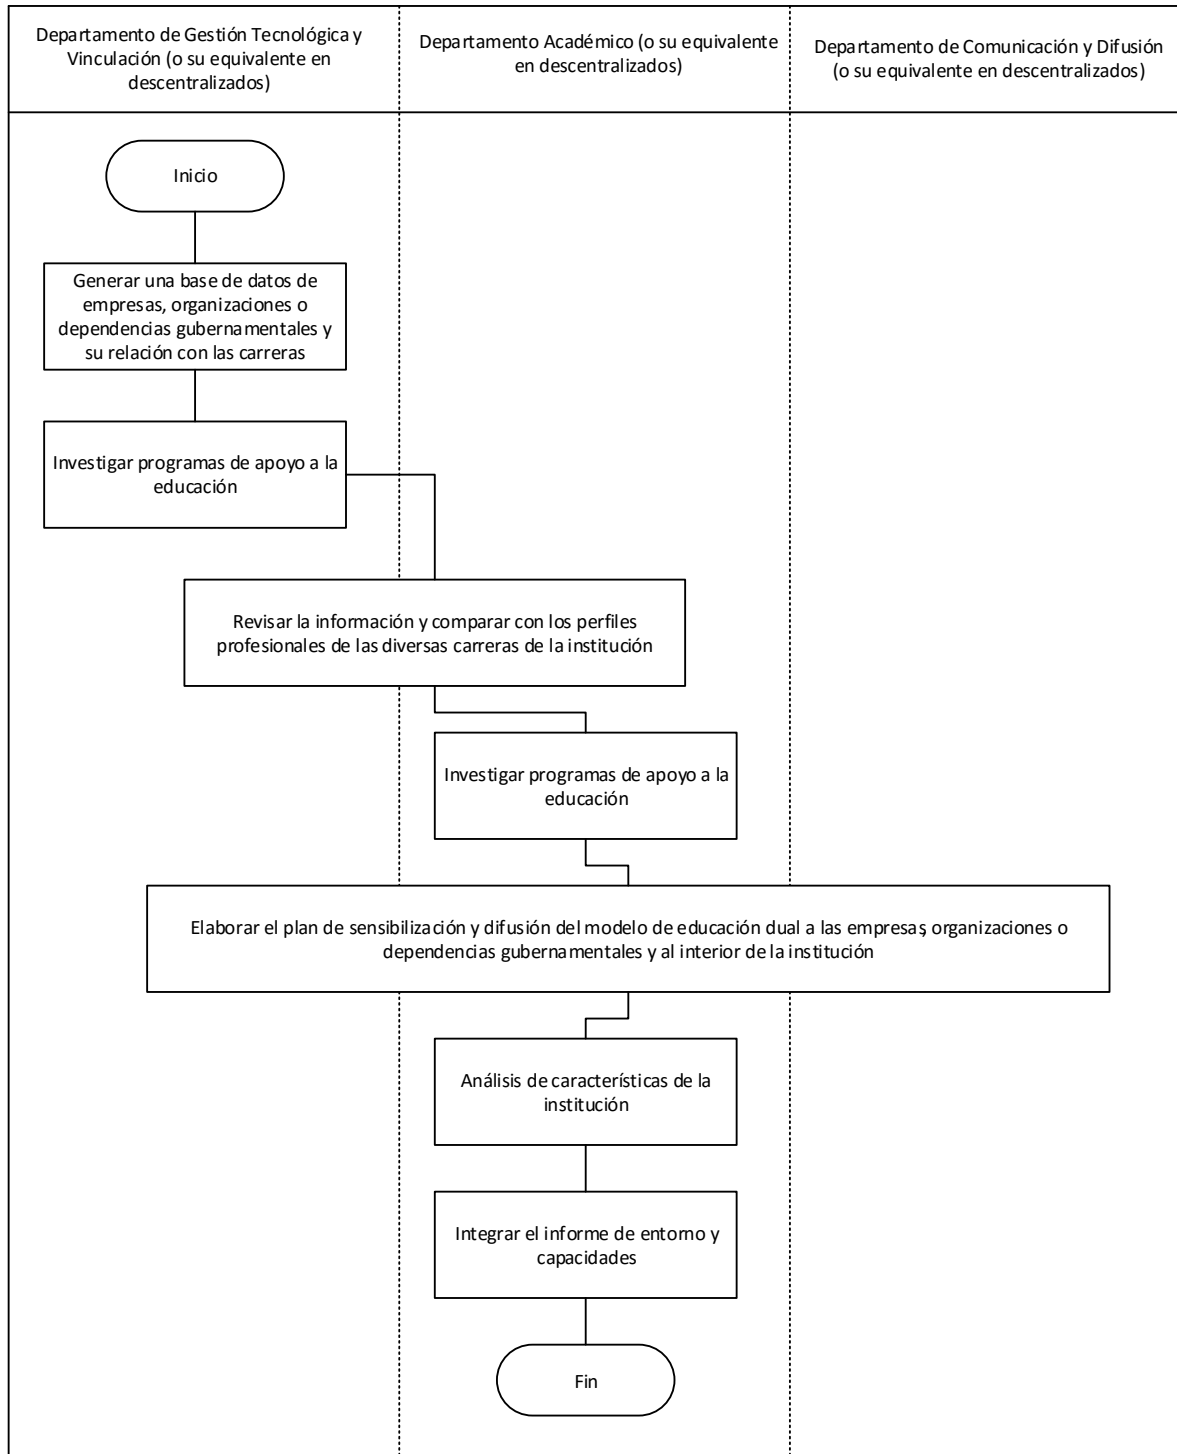 Departamento de Gestión Tecnológica y
Vinculación (o su equivalente en
descentralizados)
Departamento Académico (o su equivalente
en descentralizados)
Departamento de Comunicación y Difusión
(o su equivalente en descentralizados)
Inicio
Generar una base de datos de
empresas, organizaciones o
dependencias gubernamentales y
su relación con las carreras
Investigar programas de apoyo a la
educación
Revisar la información y comparar con los perfiles
profesionales de las diversas carreras de la institución
Investigar programas de apoyo a la
educación
Elaborar el plan de sensibilización y difusión del modelo de educación dual a las empresas, organizaciones o
dependencias gubernamentales y al interior de la institución
Análisis de características de la
institución
Integrar el informe de entorno y
capacidades
Fin